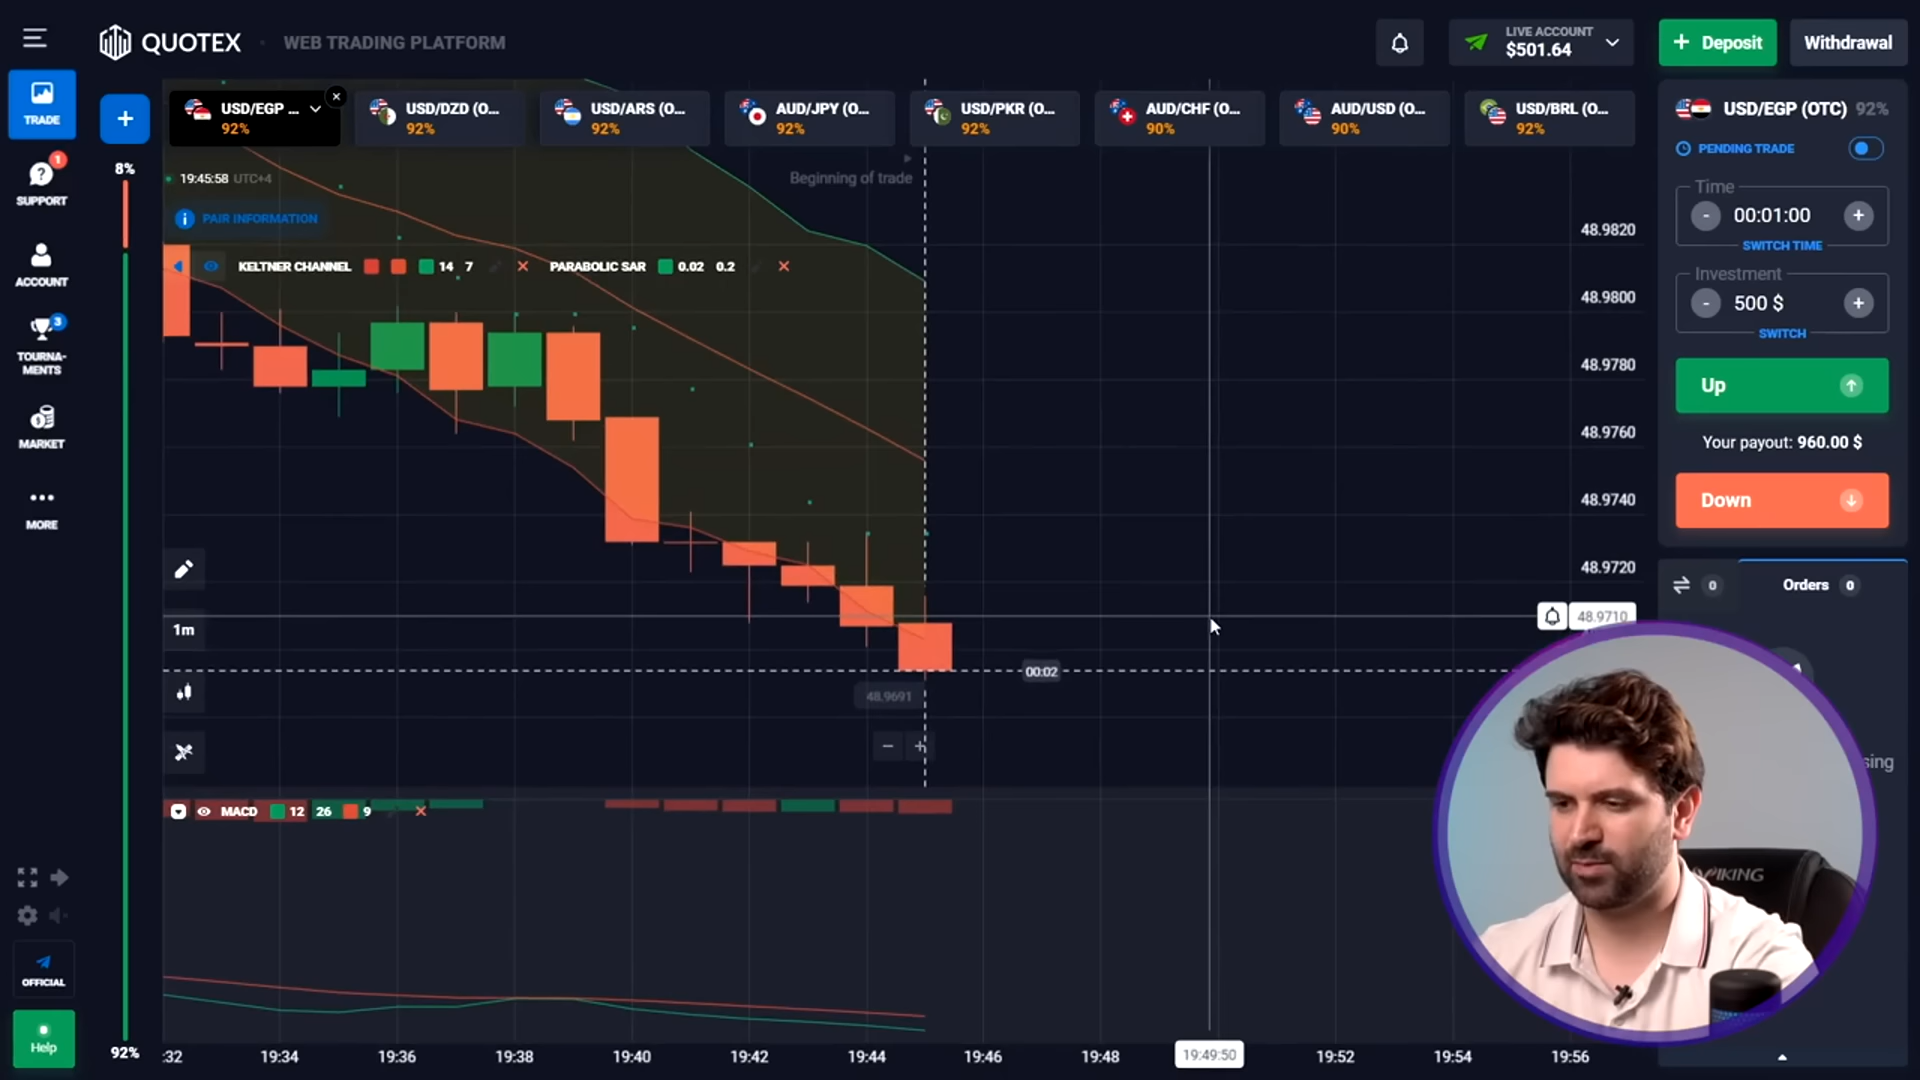 QUOTEX
WEB TRADING PLATFORM
LIVE ACCOUNT
$501.64
+ Deposit
Withdrawal
TRADE
1
SUPPORT
ACCOUNT
3
TOURNA-
MENTS
MARKET
MORE
OFFICIAL
Help
+
8%
92%
USD/EGP ...
92%
USD/DZD (O...
92%
USD/ARS (O...
92%
AUD/JPY (O...
92%
USD/PKR (O...
92%
AUD/CHF (O...
90%
AUD/USD (O...
90%
USD/BRL (O...
92%
19:45:58 UTC+4
Beginning of trade
PAIR INFORMATION
KELTNER CHANNEL 14 7
PARABOLIC SAR 0.02 0.2
1m
48.9820
48.9800
48.9780
48.9760
48.9740
48.9720
48.9710
00:02
48.9691
− +
MACD 12 26 9
:32
19:34
19:36
19:38
19:40
19:42
19:44
19:46
19:48
19:49:50
19:52
19:54
19:56
USD/EGP (OTC) 92%
PENDING TRADE
Time
- 00:01:00 +
SWITCH TIME
Investment
- 500 $ +
SWITCH
Up
Your payout: 960.00 $
Down
0
Orders 0
sing
VIKING